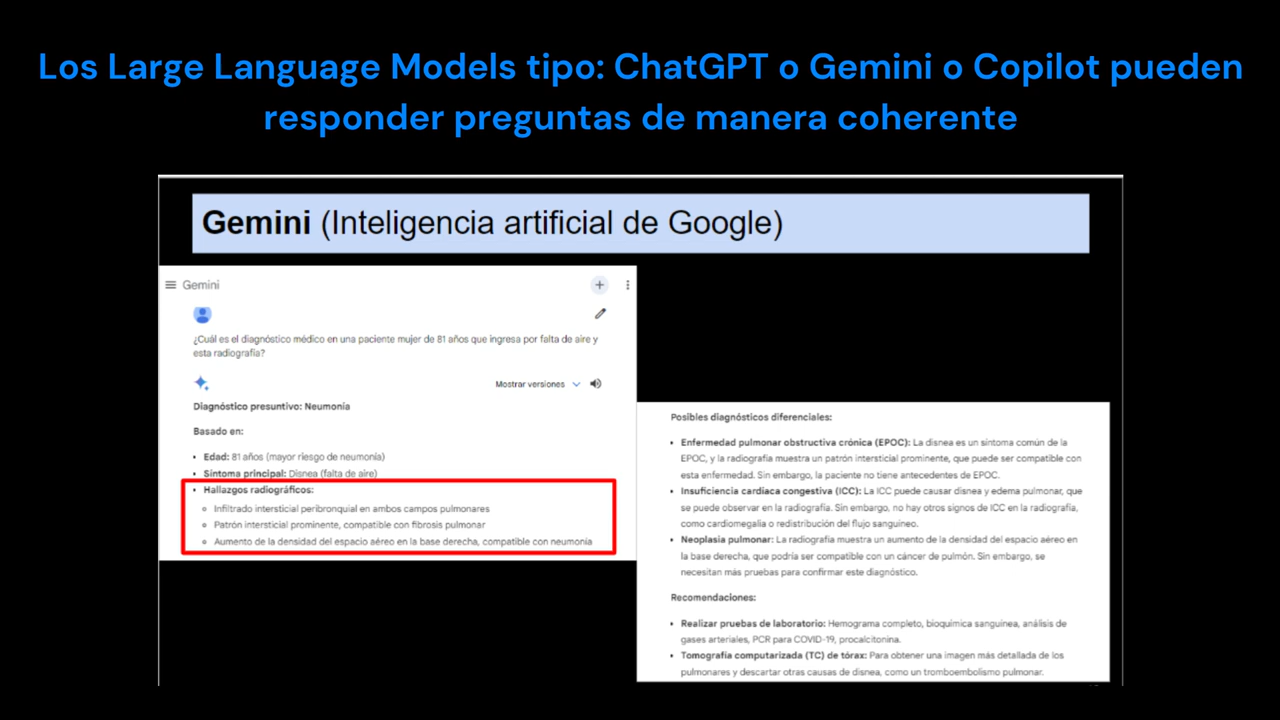 Los Large Language Models tipo: ChatGPT o Gemini o Copilot pueden
responder preguntas de manera coherente
Gemini (Inteligencia artificial de Google)
Gemini
¿Cuál es el diagnóstico médico en una paciente mujer de 81 años que ingresa por falta de aire y
esta radiografía?
Mostrar versiones
Diagnóstico presuntivo: Neumonía
Basado en:
• Edad: 81 años (mayor riesgo de neumonía)
• Síntoma principal: Disnea (falta de aire)
• Hallazgos radiográficos:
Infiltrado intersticial peribronquial en ambos campos pulmonares
Patrón intersticial prominente, compatible con fibrosis pulmonar
Aumento de la densidad del espacio aéreo en la base derecha, compatible con neumonía
Posibles diagnósticos diferenciales:
• Enfermedad pulmonar obstructiva crónica (EPOC): La disnea es un síntoma común de la
EPOC, y la radiografía muestra un patrón intersticial prominente, que puede ser compatible con
esta enfermedad. Sin embargo, la paciente no tiene antecedentes de EPOC.
• Insuficiencia cardíaca congestiva (ICC): La ICC puede causar disnea y edema pulmonar, que
se puede observar en la radiografía. Sin embargo, no hay otros signos de ICC en la radiografía,
como cardiomegalia o redistribución del flujo sanguíneo.
• Neoplasia pulmonar: La radiografía muestra un aumento de la densidad del espacio aéreo en
la base derecha, que podría ser compatible con un cáncer de pulmón. Sin embargo, se
necesitan más pruebas para confirmar este diagnóstico.
Recomendaciones:
• Realizar pruebas de laboratorio: Hemograma completo, bioquímica sanguínea, análisis de
gases arteriales, PCR para COVID-19, procalcitonina.
• Tomografía computarizada (TC) de tórax: Para obtener una imagen más detallada de los
pulmonares y descartar otras causas de disnea, como un tromboembolismo pulmonar.